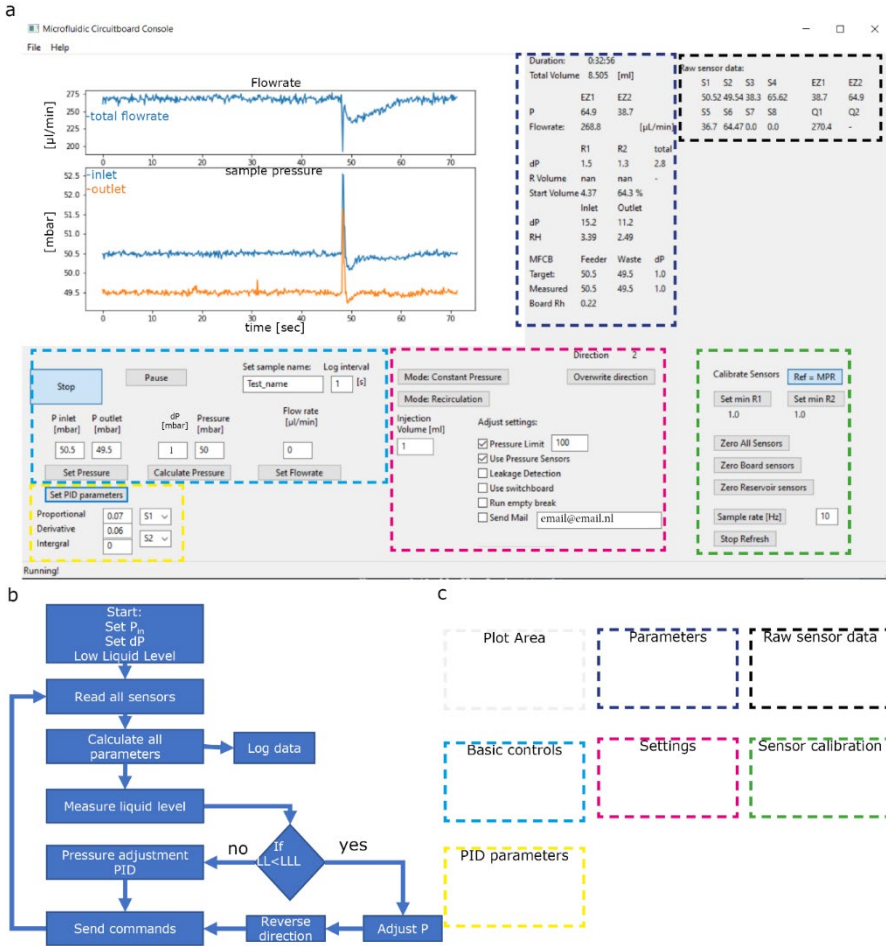 a
Microfluidic Circuitboard Console
File Help
Flowrate
275
250
225
200
[µl/min]
-total flowrate
0 10 20 30 40 50 60 70
sample pressure
-inlet
-outlet
52.5
51.5
50.5
49.5
[mbar]
0 10 20 30 40 50 60 70
time [sec]
Duration: 0:32:56
Total Volume 8.505 [ml]
EZ1 EZ2
P 64.9 38.7
Flowrate: 268.8 [µL/min]
R1 R2 total
dP 1.5 1.3 2.8
R Volume nan nan -
Start Volume 4.37 64.3 %
Inlet Outlet
dP 15.2 11.2
RH 3.39 2.49
MFCB Feeder Waste dP
Target: 50.5 49.5 1.0
Measured 50.5 49.5 1.0
Board Rh 0.22
Raw sensor data:
S1 S2 S3 S4 EZ1 EZ2
50.52 49.54 38.3 65.62 38.7 64.9
S5 S6 S7 S8 Q1 Q2
36.7 64.47 0.0 0.0 270.4 -
Stop
Pause
Set sample name: Log interval
Test_name 1 [s]
P inlet P outlet dP Pressure Flow rate
[mbar] [mbar] [mbar] [mbar] [µl/min]
50.5 49.5 1 50 0
Set Pressure Calculate Pressure Set Flowrate
Set PID parameters
Proportional 0.07 S1
Derivative 0.06
Intergral 0 S2
Running!
Direction 2
Mode: Constant Pressure Overwrite direction
Mode: Recirculation
Injection
Volume [ml]
1
Adjust settings:
Pressure Limit 100
Use Pressure Sensors
Leakage Detection
Use switchboard
Run empty break
Send Mail email@email.nl
Calibrate Sensors Ref = MPR
Set min R1 Set min R2
1.0 1.0
Zero All Sensors
Zero Board sensors
Zero Reservoir sensors
Sample rate [Hz] 10
Stop Refresh
b
Start:
Set Pin
Set dP
Low Liquid Level
Read all sensors
Calculate all
parameters
Log data
Measure liquid level
If
LL<LLL
no
yes
Pressure adjustment
PID
Send commands
Reverse
direction
Adjust P
c
Plot Area
Parameters
Raw sensor data
Basic controls
Settings
Sensor calibration
PID parameters